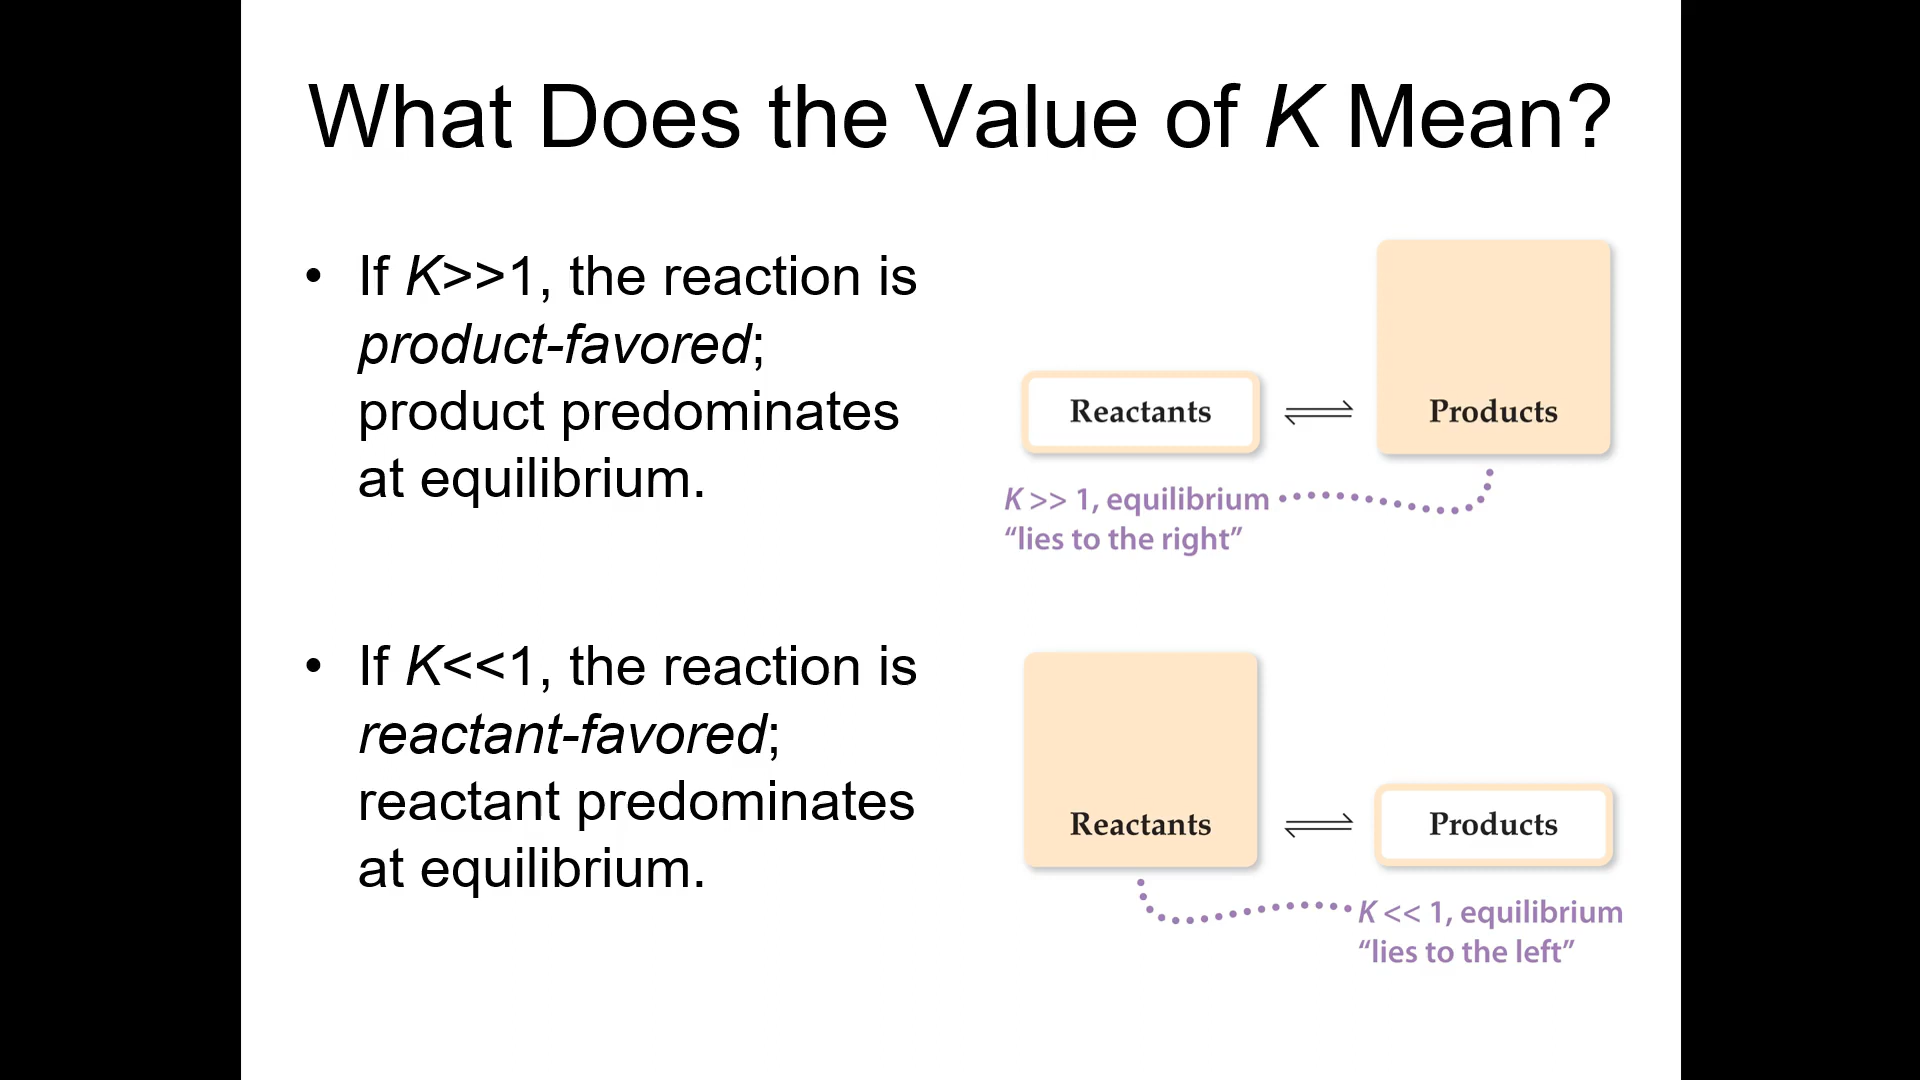 What Does the Value of K Mean?
• If K>>1, the reaction is
product-favored;
product predominates
at equilibrium.
Reactants ⇌ Products
K >> 1, equilibrium
“lies to the right”
• If K<<1, the reaction is
reactant-favored;
reactant predominates
at equilibrium.
Reactants ⇌ Products
K << 1, equilibrium
“lies to the left”